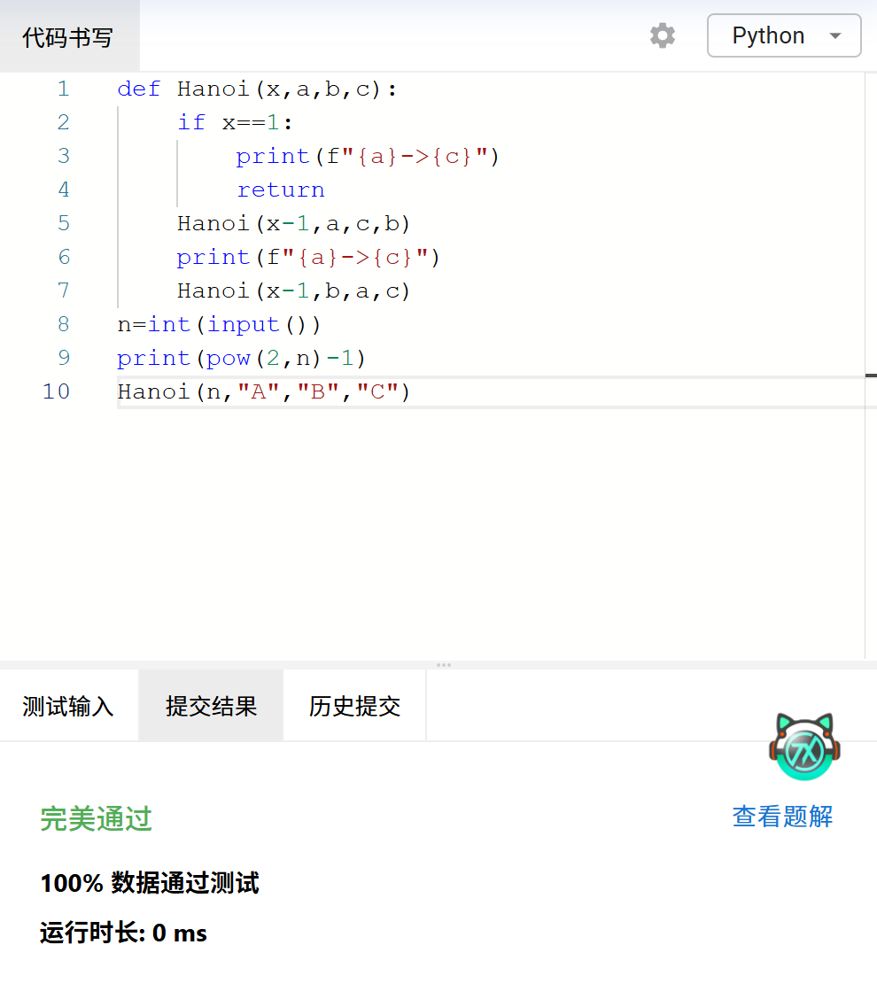 代码书写
Python
1 def Hanoi(x,a,b,c):
2     if x==1:
3         print(f"{a}->{c}")
4         return
5     Hanoi(x-1,a,c,b)
6     print(f"{a}->{c}")
7     Hanoi(x-1,b,a,c)
8 n=int(input())
9 print(pow(2,n)-1)
10 Hanoi(n,"A","B","C")
测试输入 提交结果 历史提交
完美通过 查看题解
100% 数据通过测试
运行时长: 0 ms